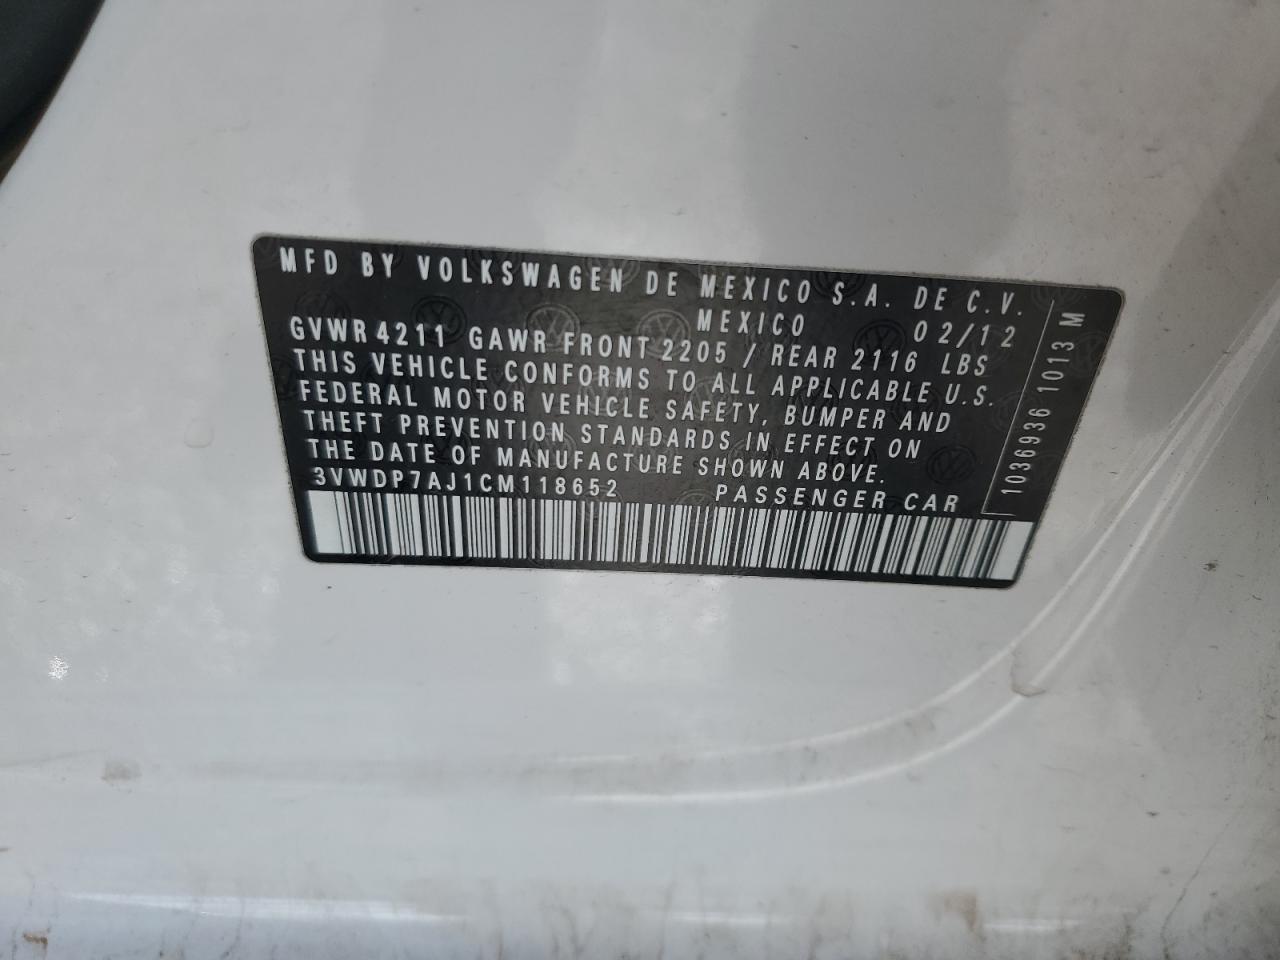 MFD BY VOLKSWAGEN DE MEXICO S.A. DE C.V.
MEXICO 02/12
GVWR 4211 GAWR FRONT 2205 / REAR 2116 LBS
THIS VEHICLE CONFORMS TO ALL APPLICABLE U.S.
FEDERAL MOTOR VEHICLE SAFETY, BUMPER AND
THEFT PREVENTION STANDARDS IN EFFECT ON
THE DATE OF MANUFACTURE SHOWN ABOVE.
3VWDP7AJ1CM118652 PASSENGER CAR
1036936 1013 M